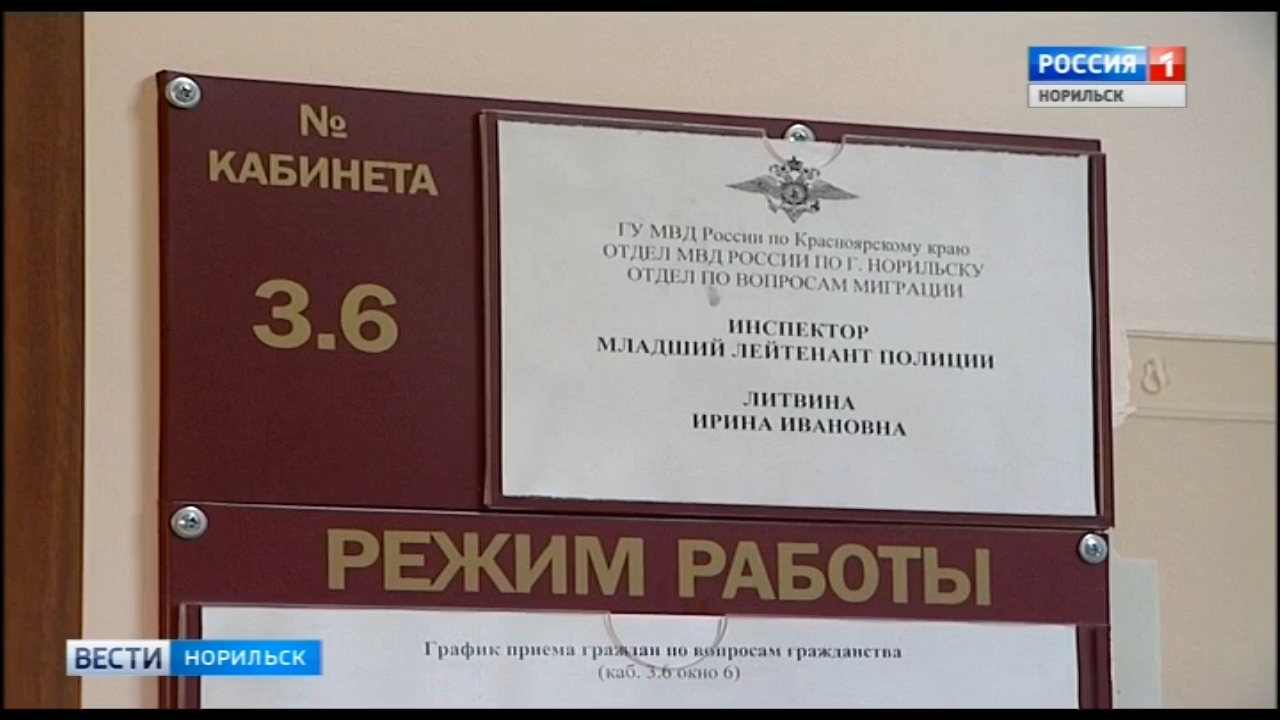 РОССИЯ 1
НОРИЛЬСК
№
КАБИНЕТА
3.6
ГУ МВД России по Красноярскому краю
ОТДЕЛ МВД РОССИИ ПО Г. НОРИЛЬСКУ
ОТДЕЛ ПО ВОПРОСАМ МИГРАЦИИ
ИНСПЕКТОР
МЛАДШИЙ ЛЕЙТЕНАНТ ПОЛИЦИИ
ЛИТВИНА
ИРИНА ИВАНОВНА
РЕЖИМ РАБОТЫ
График приема граждан по вопросам гражданства
(каб. 3.6 окно 6)
ВЕСТИ НОРИЛЬСК